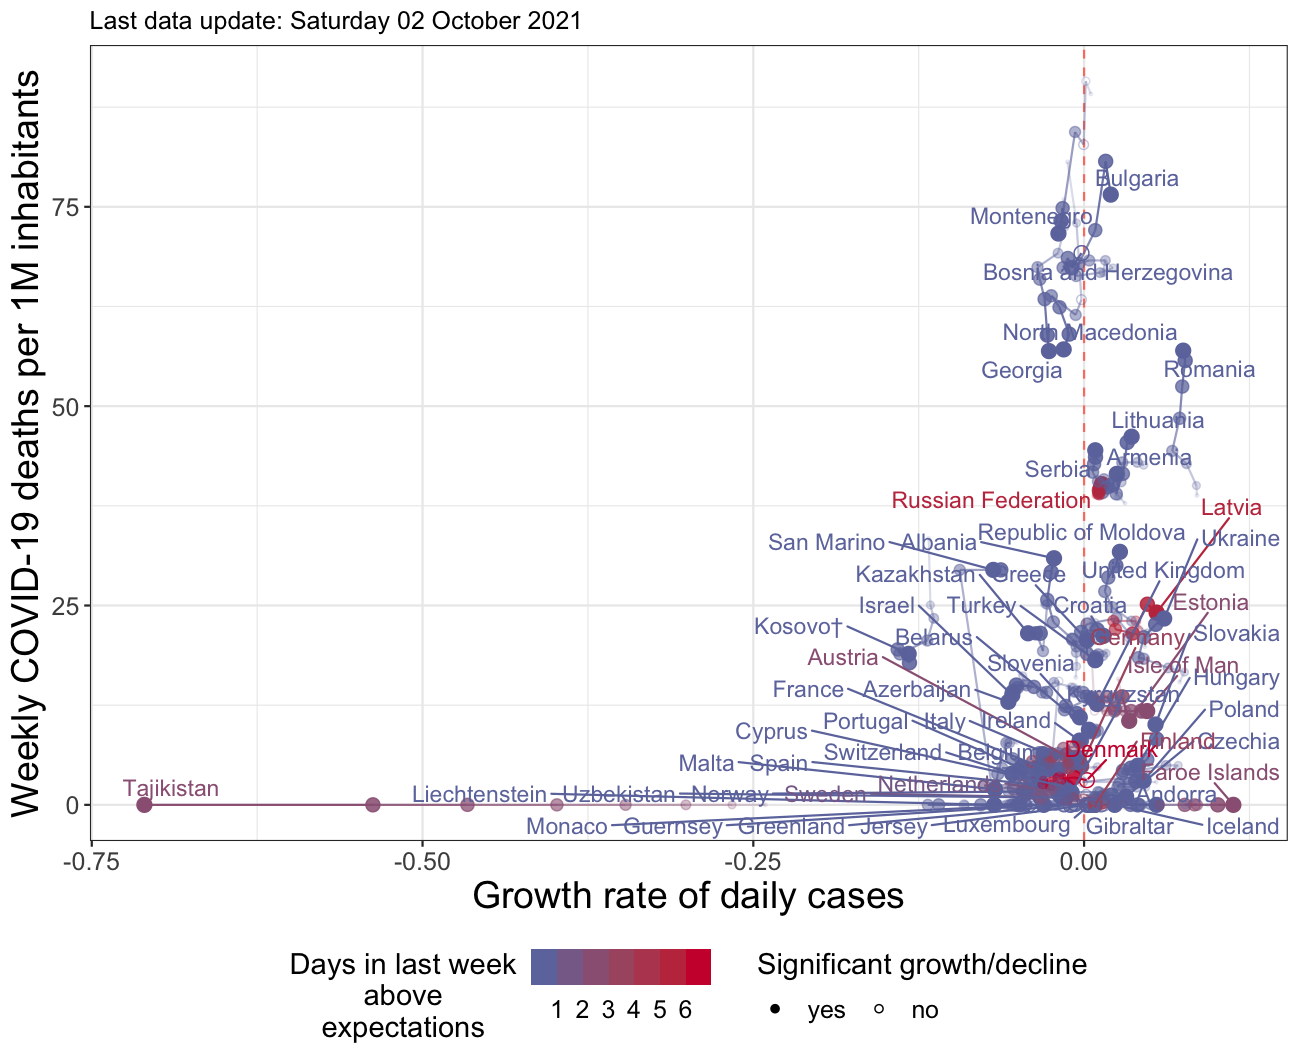 Last data update: Saturday 02 October 2021
Weekly COVID-19 deaths per 1M inhabitants
75
50
25
0
Bulgaria
Montenegro
Bosnia and Herzegovina
North Macedonia
Georgia
Romania
Lithuania
Armenia
Serbia
Russian Federation
Latvia
Republic of Moldova
Ukraine
San Marino
Albania
Kazakhstan
Greece
United Kingdom
Israel
Turkey
Croatia
Estonia
Kosovo†
Belarus
Germany
Slovakia
Austria
Slovenia
Isle of Man
Hungary
France
Azerbaijan
Kyrgyzstan
Poland
Cyprus
Portugal
Italy
Ireland
Finland
Czechia
Malta
Spain
Switzerland
Belgium
Denmark
Faroe Islands
Tajikistan
Liechtenstein
Uzbekistan
Norway
Sweden
Netherlands
Andorra
Monaco
Guernsey
Greenland
Jersey
Luxembourg
Gibraltar
Iceland
-0.75
-0.50
-0.25
0.00
Growth rate of daily cases
Days in last week
above
expectations
1 2 3 4 5 6
Significant growth/decline
yes
no